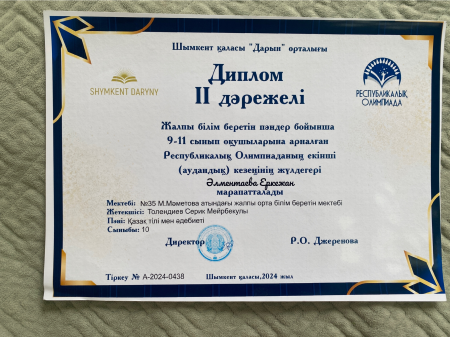 Шымкент қаласы "Дарын" орталығы
SHYMKENT DARYNY
РЕСПУБЛИКАЛЫҚ
ОЛИМПИАДА
Диплом
II дәрежелі
Жалпы білім беретін пәндер бойынша
9-11 сынып оқушыларына арналған
Республикалық Олимпиаданың екінші
(аудандық) кезеңінің жүлдегері
Әлментаева Еркежан
марапатталады
Мектебі: №35 М.Мәметова атындағы жалпы орта білім беретін мектебі
Жетекшісі: Толендиев Серик Мейрбекулы
Пәні: Қазақ тілі мен әдебиеті
Сыныбы: 10
Директор
Р.О. Джеренова
Тіркеу № А-2024-0438
Шымкент қаласы,2024 жыл